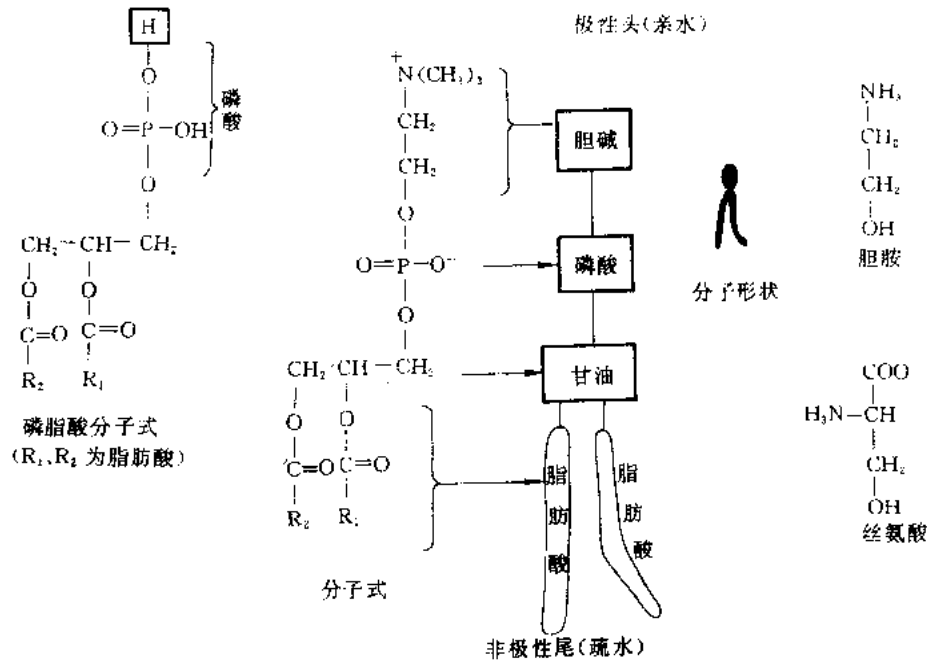 极性头(亲水)
H
O
O=P—OH
磷酸
O
CH₂—CH—CH₂
O
O
C=O
C=O
R₂
R₁
磷脂酸分子式
(R₁、R₂ 为脂肪酸)
+
N(CH₃)₃
CH₂
CH₂
O
O=P—O⁻
O
CH₂
CH—CH₂
O
O
C=O
C=O
R₂
R₁
分子式
胆碱
磷酸
甘油
脂肪酸
脂肪酸
非极性尾(疏水)
分子形状
NH₃
CH₂
CH₂
OH
胆胺
COO
H₃N—CH
CH₂
OH
丝氨酸